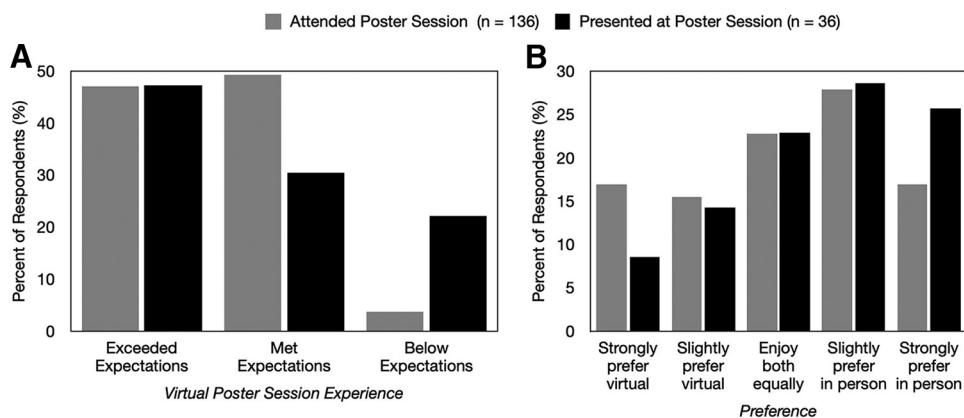 Attended Poster Session (n = 136) Presented at Poster Session (n = 36)
A
Percent of Respondents (%)
50
40
30
20
10
0
Exceeded Expectations
Met Expectations
Below Expectations
Virtual Poster Session Experience
B
Percent of Respondents (%)
30
25
20
15
10
5
0
Strongly prefer virtual
Slightly prefer virtual
Enjoy both equally
Slightly prefer in person
Strongly prefer in person
Preference